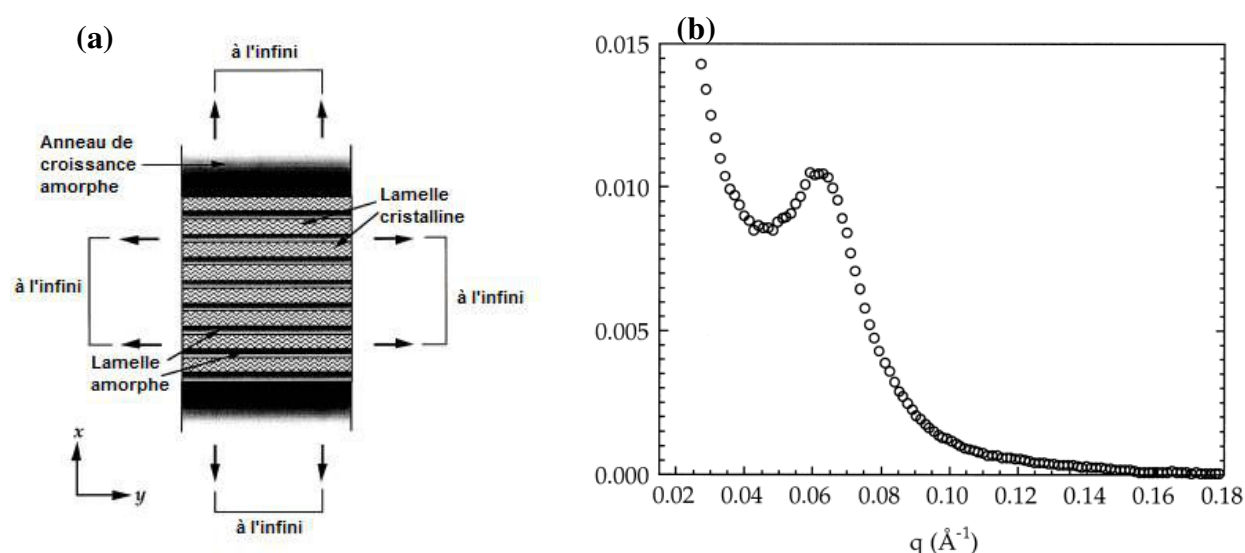 (a)
à l'infini
Anneau de
croissance
amorphe
Lamelle
cristalline
à l'infini
à l'infini
Lamelle
amorphe
x
y
à l'infini
(b)
0.015
0.010
0.005
0.000
0.02 0.04 0.06 0.08 0.10 0.12 0.14 0.16 0.18
q (Å⁻¹)